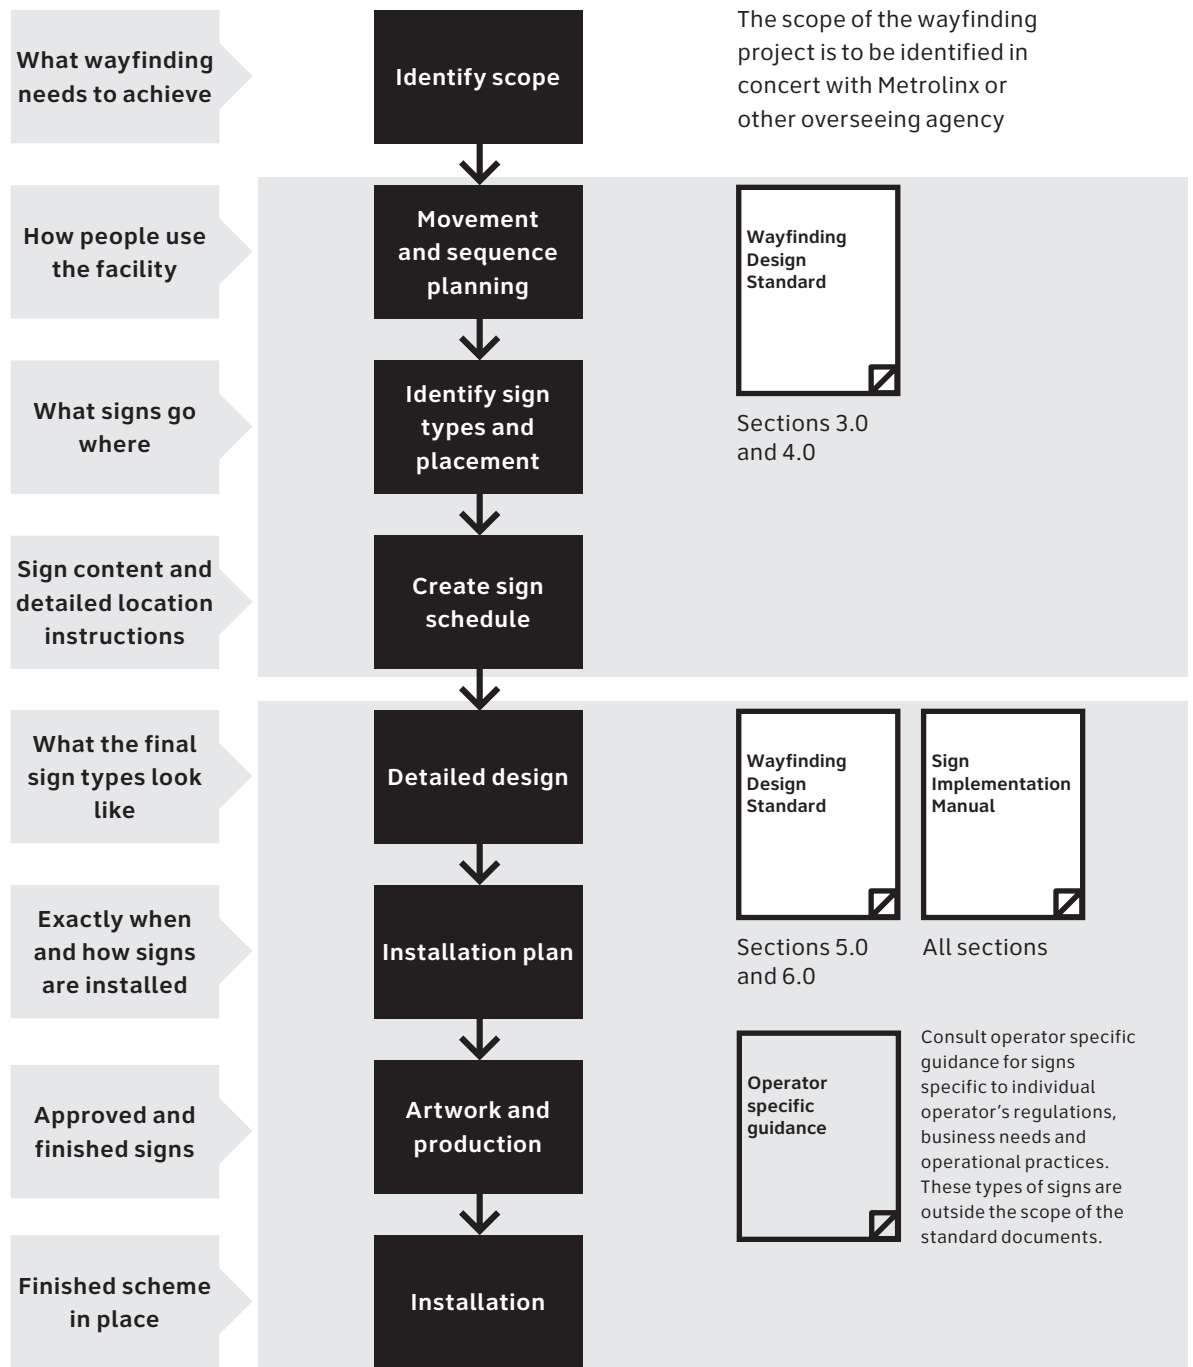 What wayfinding
needs to achieve
Identify scope
The scope of the wayfinding
project is to be identified in
concert with Metrolinx or
other overseeing agency
How people use
the facility
Movement
and sequence
planning
Wayfinding
Design
Standard
What signs go
where
Identify sign
types and
placement
Sections 3.0
and 4.0
Sign content and
detailed location
instructions
Create sign
schedule
What the final
sign types look
like
Detailed design
Wayfinding
Design
Standard
Sign
Implementation
Manual
Exactly when
and how signs
are installed
Installation plan
Sections 5.0
and 6.0
All sections
Approved and
finished signs
Artwork and
production
Operator
specific
guidance
Consult operator specific
guidance for signs
specific to individual
operator’s regulations,
business needs and
operational practices.
These types of signs are
outside the scope of the
standard documents.
Finished scheme
in place
Installation